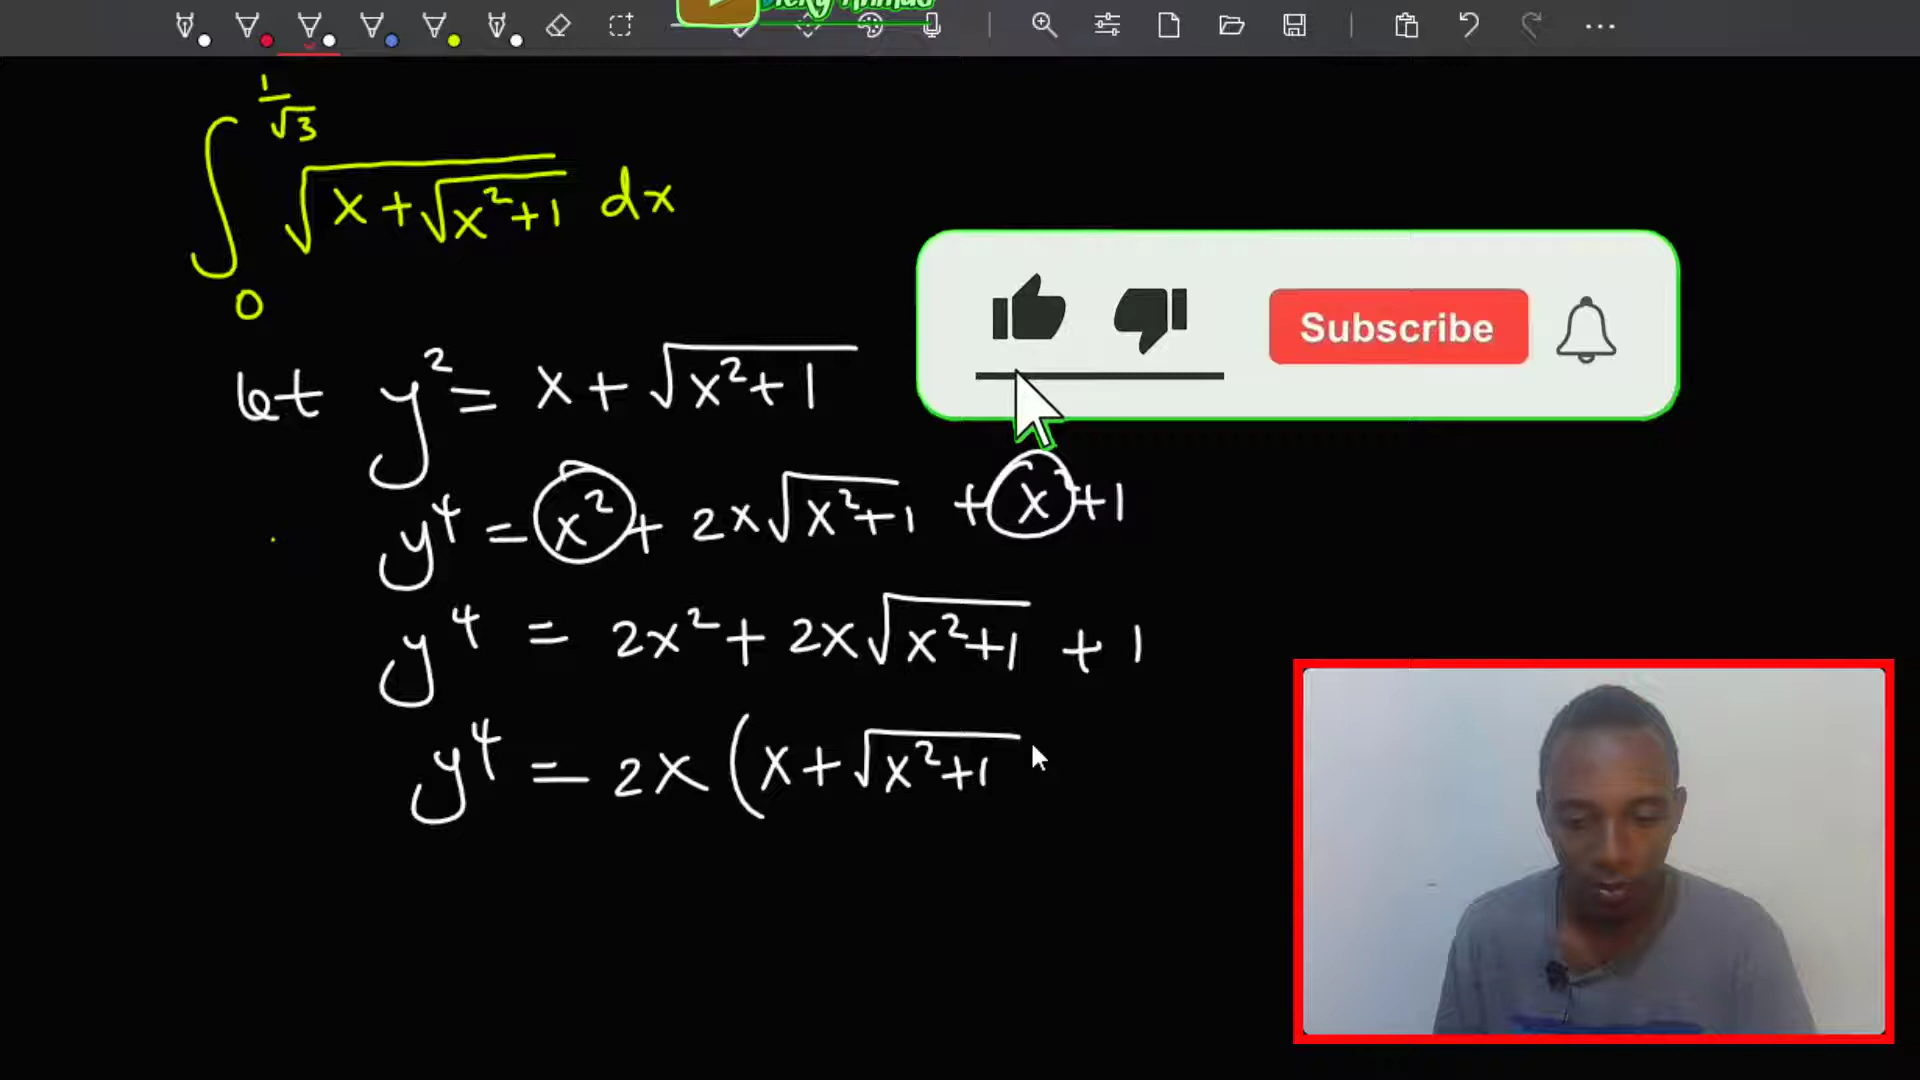 ∫₀^(1/√3) √(x+√(x²+1)) dx
Subscribe
let y² = x + √(x²+1)
y⁴ = x² + 2x√(x²+1) + x + 1
y⁴ = 2x² + 2x√(x²+1) + 1
y⁴ = 2x (x+√(x²+1)